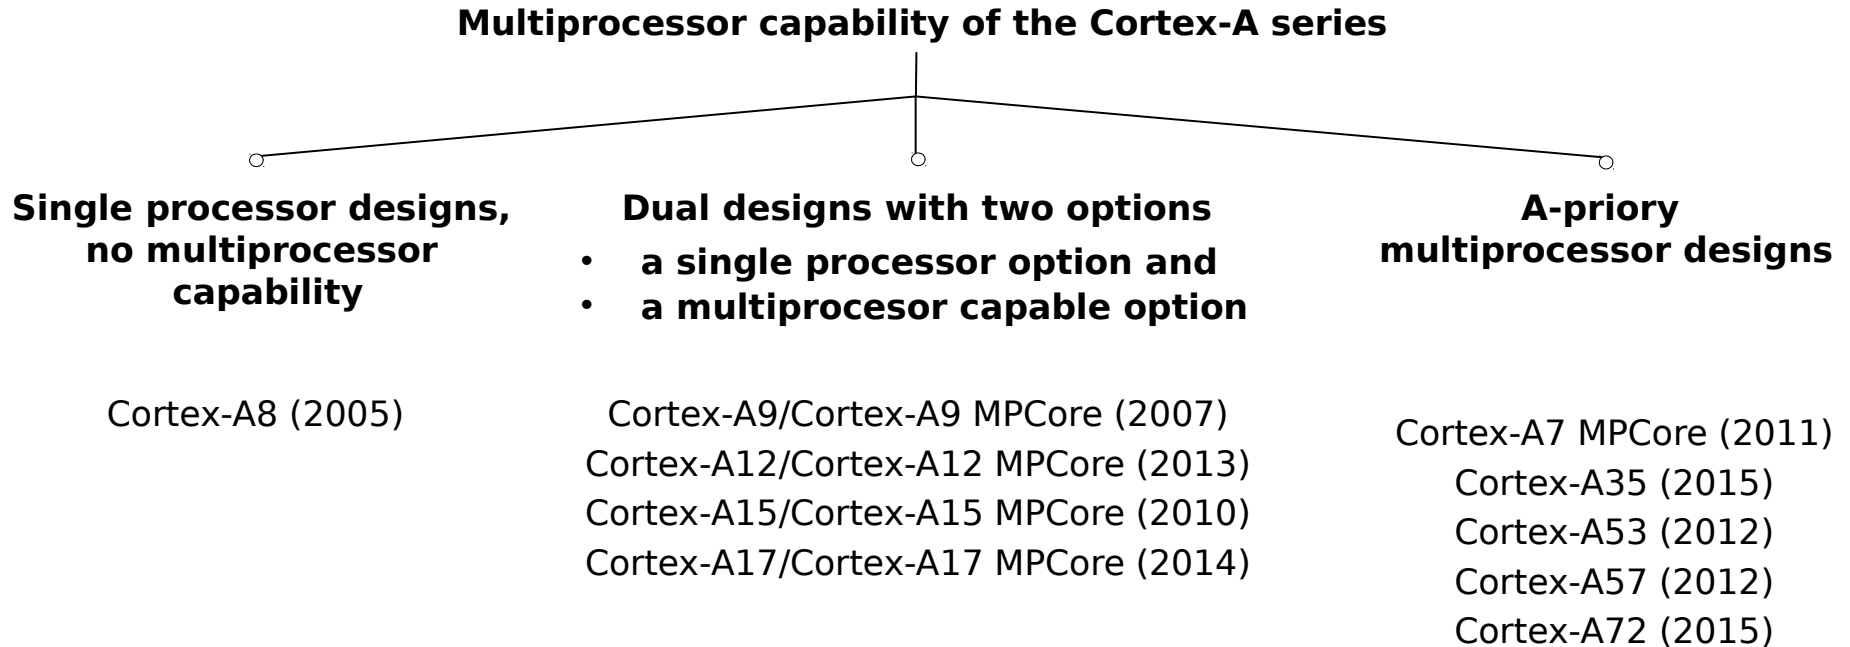 Multiprocessor capability of the Cortex-A series
Single processor designs,
no multiprocessor
capability
Cortex-A8 (2005)
Dual designs with two options
• a single processor option and
• a multiprocesor capable option
Cortex-A9/Cortex-A9 MPCore (2007)
Cortex-A12/Cortex-A12 MPCore (2013)
Cortex-A15/Cortex-A15 MPCore (2010)
Cortex-A17/Cortex-A17 MPCore (2014)
A-priory
multiprocessor designs
Cortex-A7 MPCore (2011)
Cortex-A35 (2015)
Cortex-A53 (2012)
Cortex-A57 (2012)
Cortex-A72 (2015)